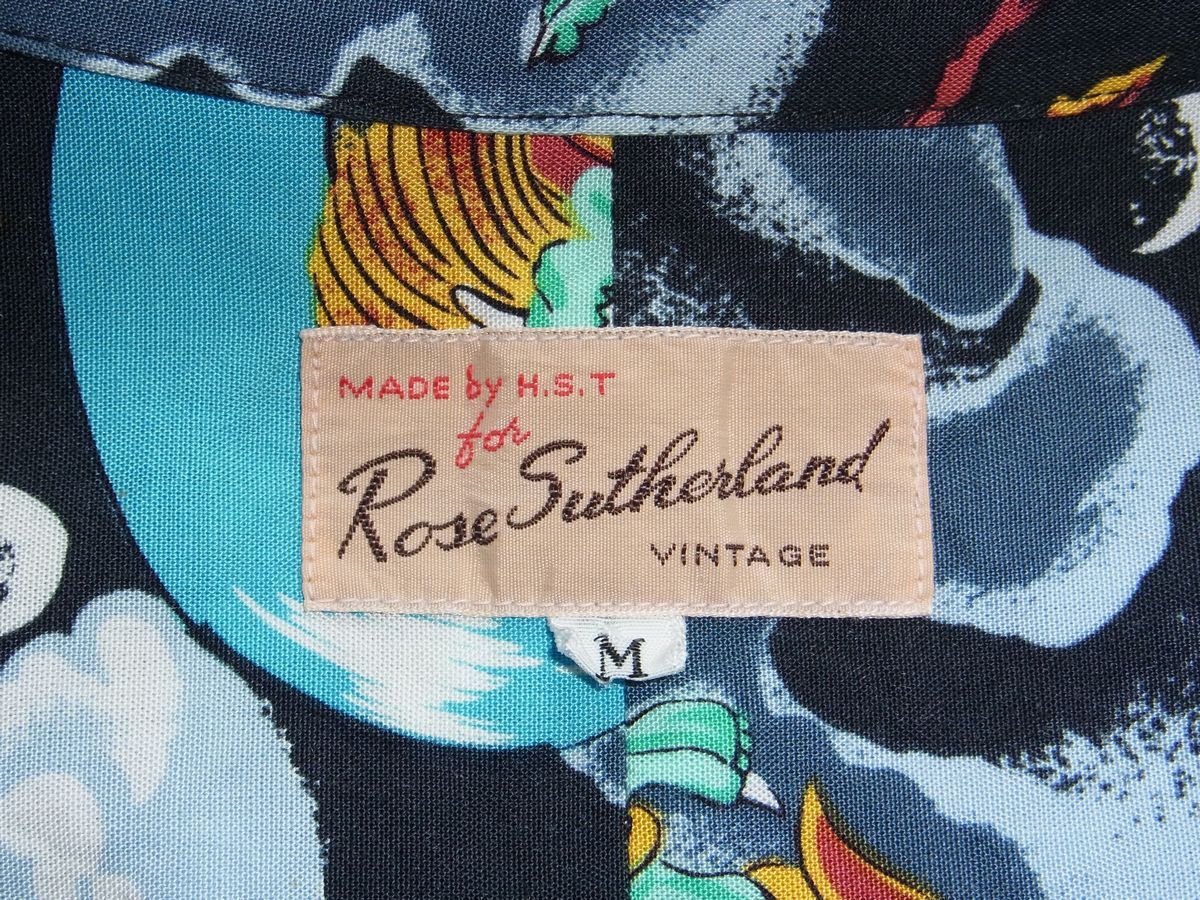 MADE by H.S.T
for
Rose Sutherland
VINTAGE
M